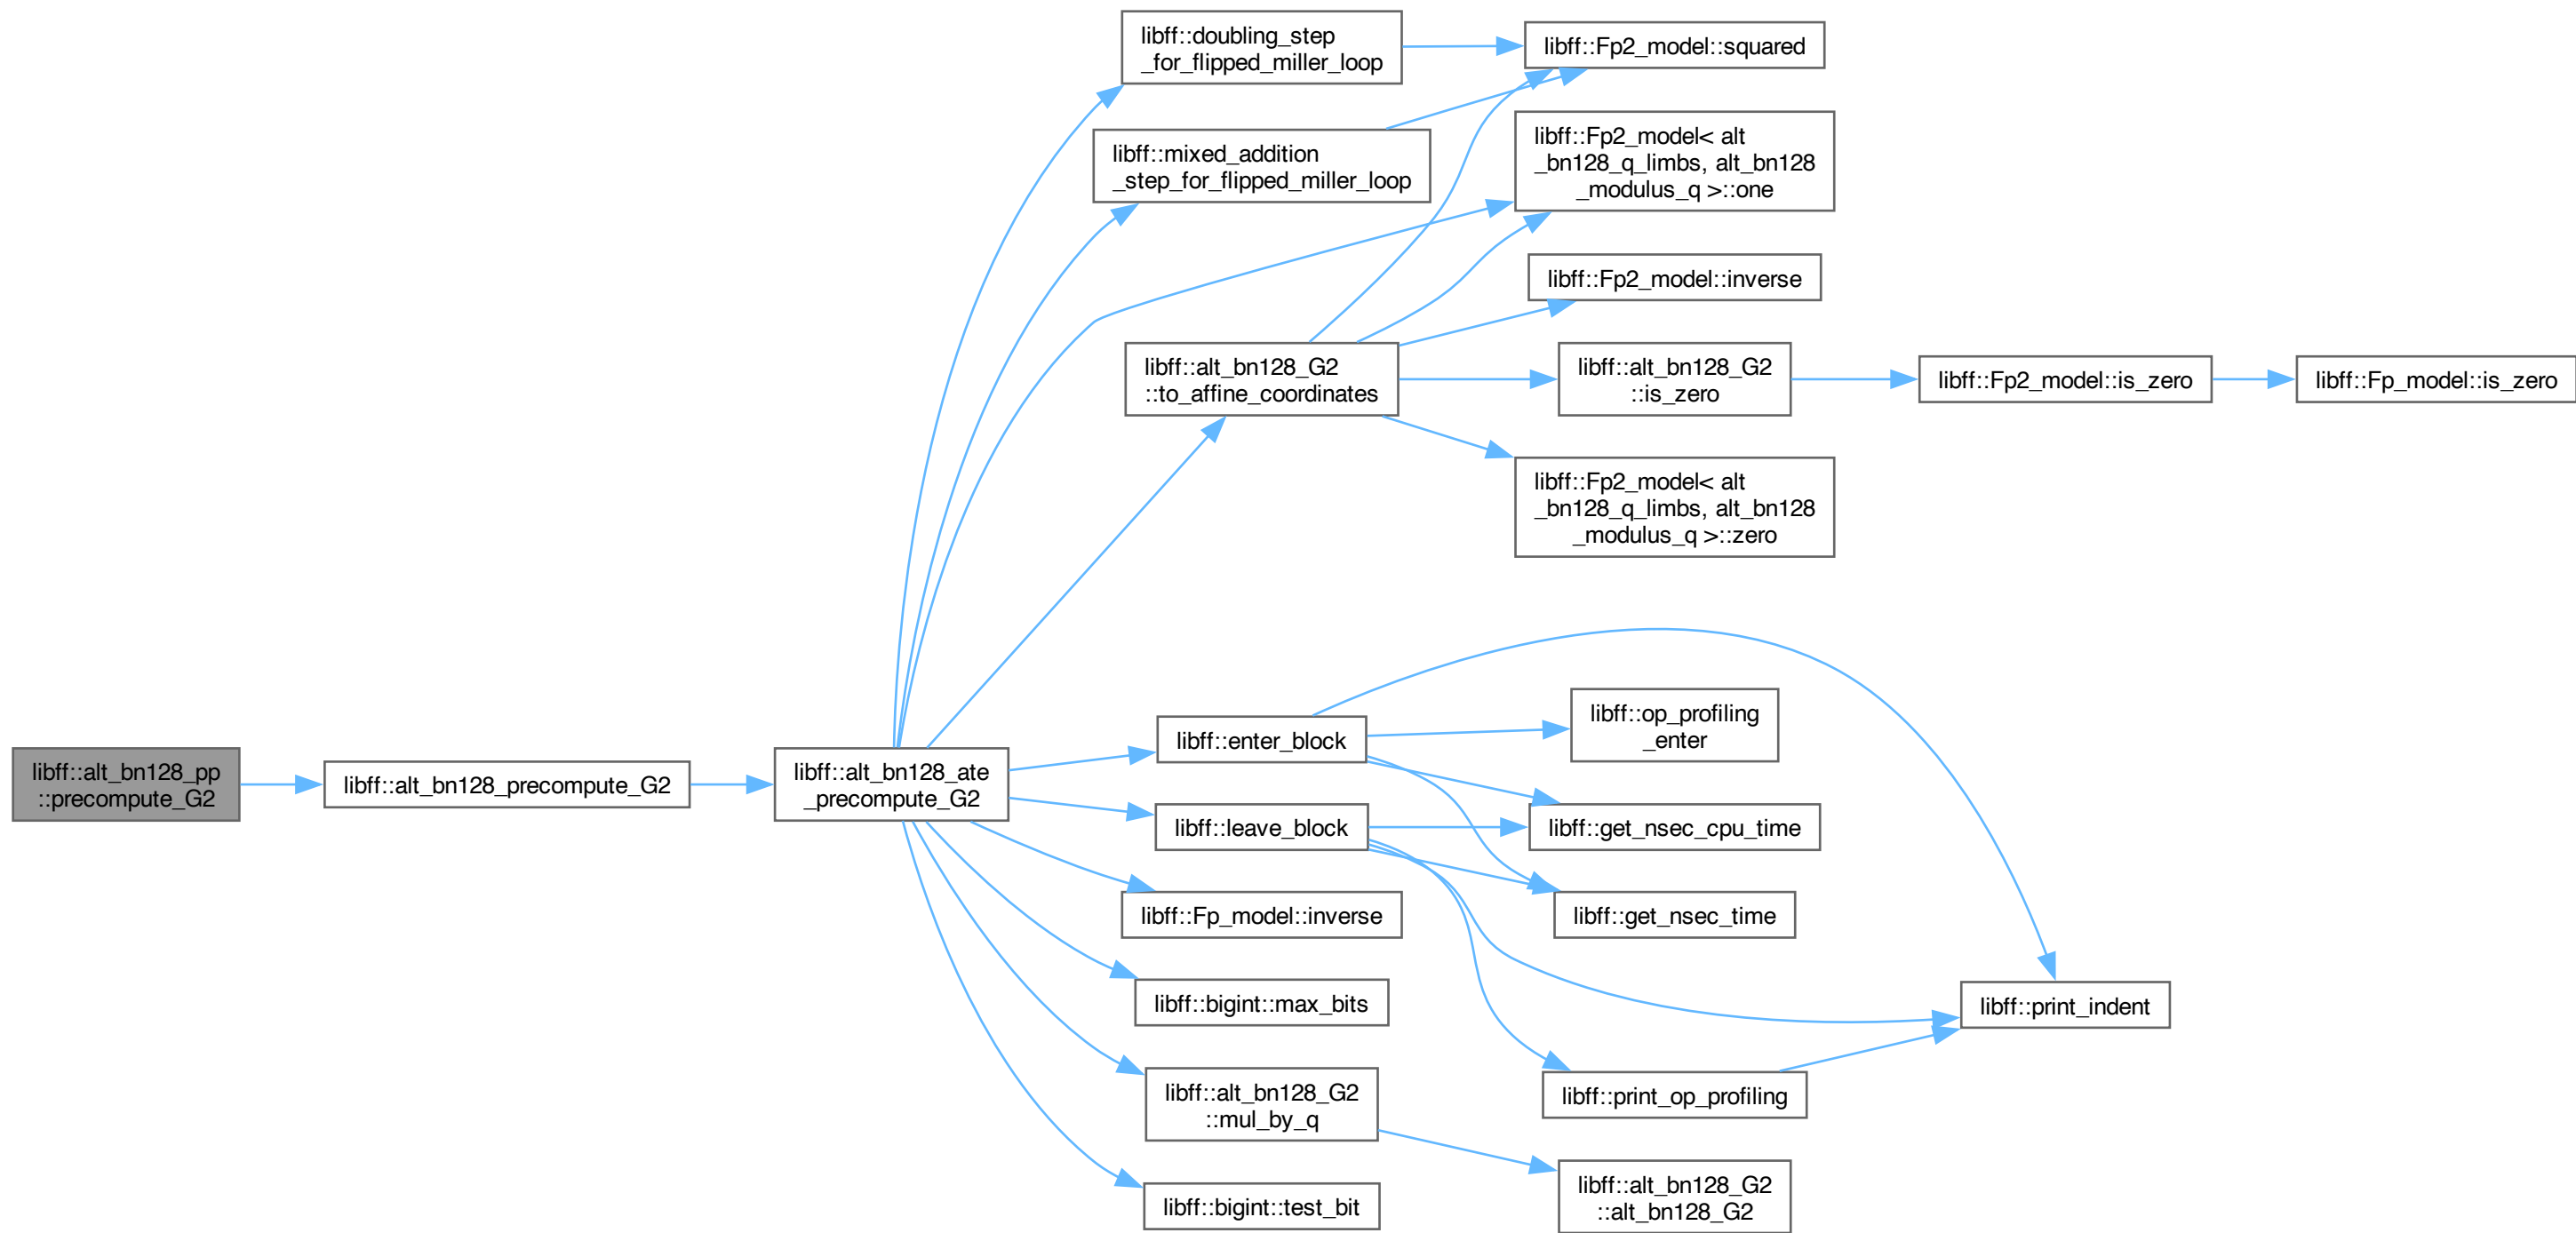 libff::alt_bn128_pp
::precompute_G2
libff::alt_bn128_precompute_G2
libff::alt_bn128_ate
_precompute_G2
libff::doubling_step
_for_flipped_miller_loop
libff::mixed_addition
_step_for_flipped_miller_loop
libff::alt_bn128_G2
::to_affine_coordinates
libff::enter_block
libff::leave_block
libff::Fp_model::inverse
libff::bigint::max_bits
libff::alt_bn128_G2
::mul_by_q
libff::bigint::test_bit
libff::Fp2_model::squared
libff::Fp2_model< alt
_bn128_q_limbs, alt_bn128
_modulus_q >::one
libff::Fp2_model::inverse
libff::alt_bn128_G2
::is_zero
libff::Fp2_model< alt
_bn128_q_limbs, alt_bn128
_modulus_q >::zero
libff::op_profiling
_enter
libff::get_nsec_cpu_time
libff::get_nsec_time
libff::print_op_profiling
libff::alt_bn128_G2
::alt_bn128_G2
libff::Fp2_model::is_zero
libff::print_indent
libff::Fp_model::is_zero